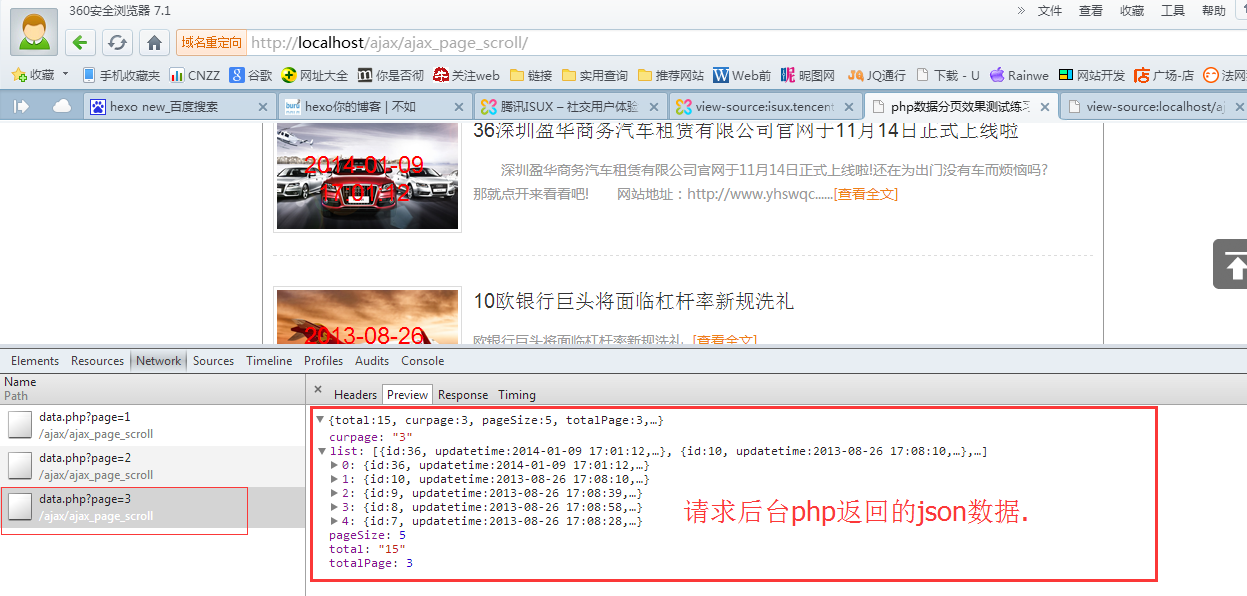 360安全浏览器 7.1
» 文件 查看 收藏 工具 帮助
域名重定向 http://localhost/ajax/ajax_page_scroll/
收藏 手机收藏夹 CNZZ 谷歌 网址大全 你是否彻 关注web 链接 实用查询 推荐网站 Web前 昵图网 JQ通行 下载 - U Rainwe 网站开发 广场-店 法网
hexo new_百度搜索 hexo你的博客 | 不如 腾讯ISUX – 社交用户体验 view-source:isux.tencent php数据分页效果测试练习 view-source:localhost/aj
36深圳盈华商务汽车租赁有限公司官网于11月14日正式上线啦
2014-01-09
17:01:12
深圳盈华商务汽车租赁有限公司官网于11月14日正式上线啦!还在为出门没有车而烦恼吗?
那就点开来看看吧! 网站地址：http://www.yhswqc......[查看全文]
10欧银行巨头将面临杠杆率新规洗礼
2013-08-26
欧银行巨头将面临杠杆率新规洗礼 [查看全文]
Elements Resources Network Sources Timeline Profiles Audits Console
Name
Path
× Headers Preview Response Timing
data.php?page=1
/ajax/ajax_page_scroll
data.php?page=2
/ajax/ajax_page_scroll
data.php?page=3
/ajax/ajax_page_scroll
▼{total:15, curpage:3, pageSize:5, totalPage:3,…}
curpage: "3"
▼list: [{id:36, updatetime:2014-01-09 17:01:12,…}, {id:10, updatetime:2013-08-26 17:08:10,…},…]
▶0: {id:36, updatetime:2014-01-09 17:01:12,…}
▶1: {id:10, updatetime:2013-08-26 17:08:10,…}
▶2: {id:9, updatetime:2013-08-26 17:08:39,…}
▶3: {id:8, updatetime:2013-08-26 17:08:58,…}
▶4: {id:7, updatetime:2013-08-26 17:08:28,…}
pageSize: 5
total: "15"
totalPage: 3
请求后台php返回的json数据.